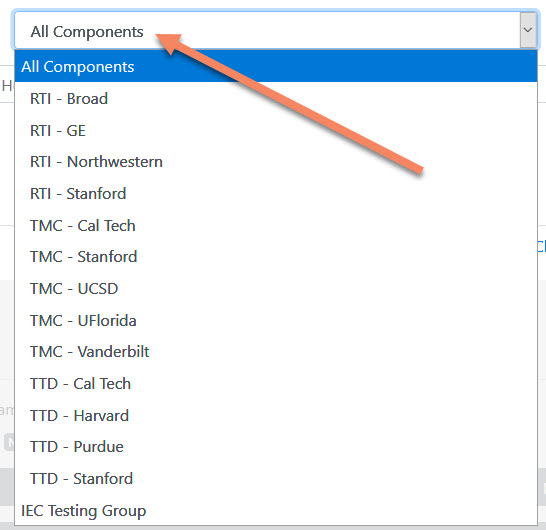 All Components
All Components
RTI - Broad
RTI - GE
RTI - Northwestern
RTI - Stanford
TMC - Cal Tech
TMC - Stanford
TMC - UCSD
TMC - UFlorida
TMC - Vanderbilt
TTD - Cal Tech
TTD - Harvard
TTD - Purdue
TTD - Stanford
IEC Testing Group